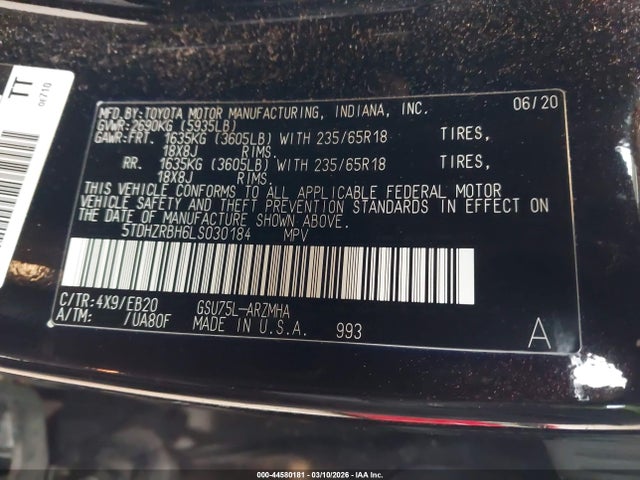 TT
0F710
MFD.BY:TOYOTA MOTOR MANUFACTURING, INDIANA, INC. 06/20
GVWR:2690KG (5935LB)
GAWR:FRT. 1635KG (3605LB) WITH 235/65R18 TIRES,
18X8J RIMS.
RR. 1635KG (3605LB) WITH 235/65R18 TIRES,
18X8J RIMS.
THIS VEHICLE CONFORMS TO ALL APPLICABLE FEDERAL MOTOR
VEHICLE SAFETY AND THEFT PREVENTION STANDARDS IN EFFECT ON
THE DATE OF MANUFACTURE SHOWN ABOVE.
5TDHZRBH6LS030184 MPV
C/TR:4X9/EB20 GSU75L-ARZMHA
A/TM: /UA80F MADE IN U.S.A. 993 A
000-44580181 - 03/10/2026 - IAA Inc.